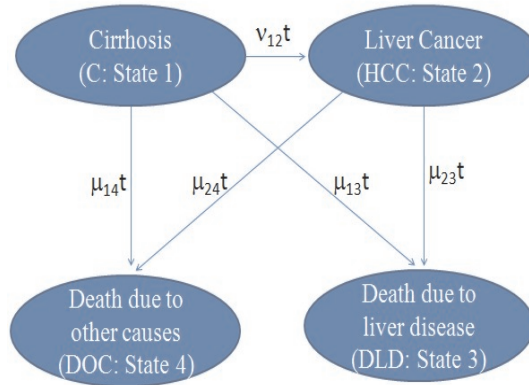 Cirrhosis
(C: State 1)
ν12t
Liver Cancer
(HCC: State 2)
μ14t
μ24t
μ13t
μ23t
Death due to
other causes
(DOC: State 4)
Death due to
liver disease
(DLD: State 3)